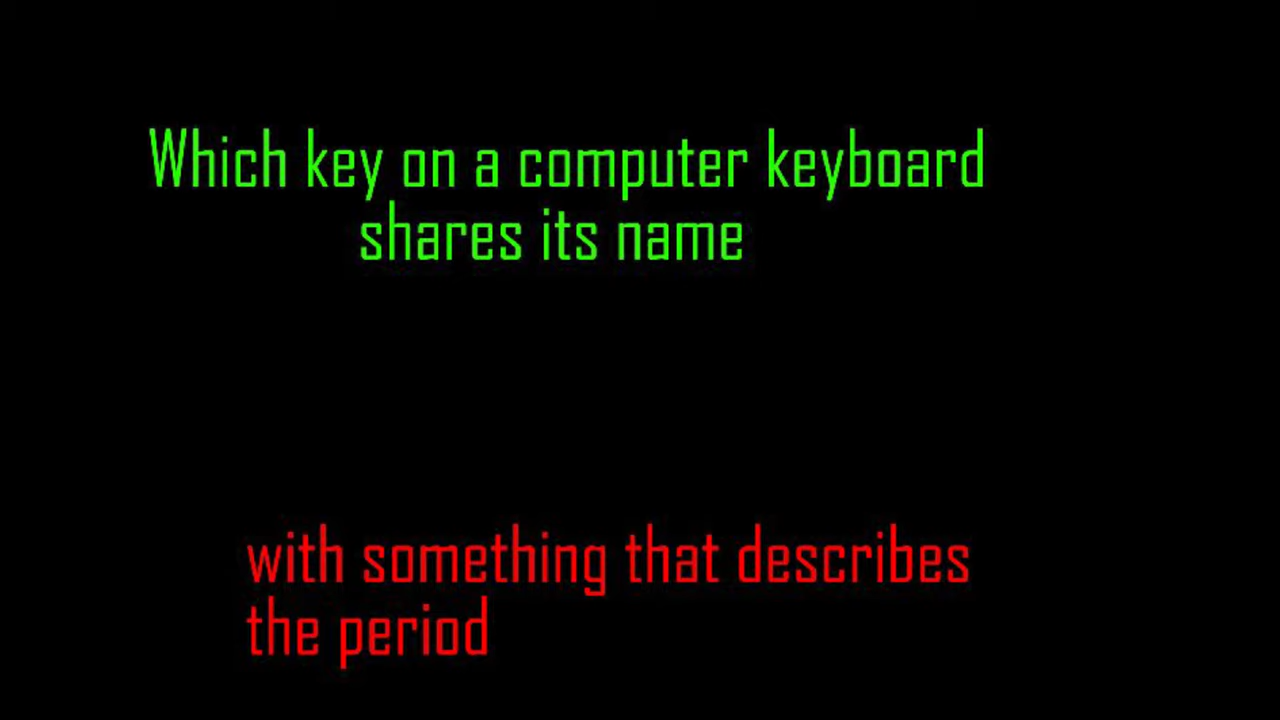 Which key on a computer keyboard
shares its name
with something that describes
the period